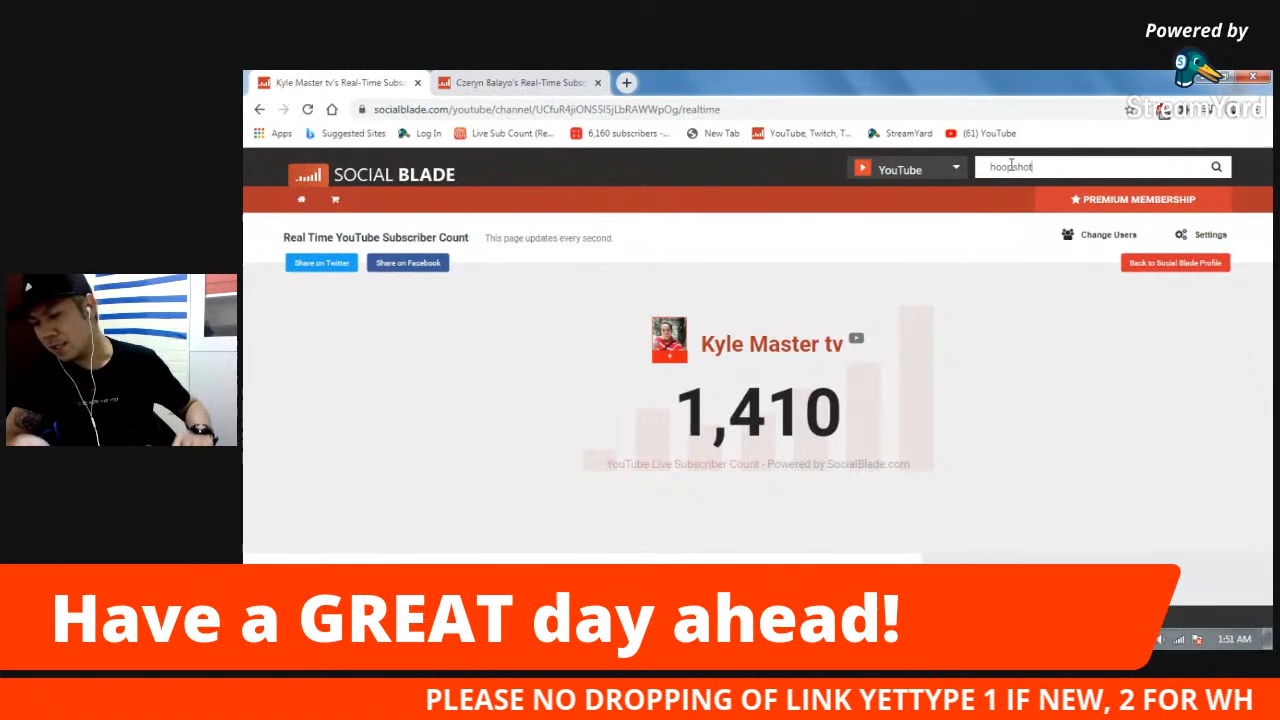 Powered by
StreamYard
Kyle Master tv's Real-Time Subsc
Czeryn Balayo's Real-Time Subsc
socialblade.com/youtube/channel/UCfuR4jiONS5I5jLbRAWWpOg/realtime
Apps Suggested Sites Log In Live Sub Count (Re... 6,160 subscribers -... New Tab YouTube, Twitch, T... StreamYard (61) YouTube
SOCIAL BLADE
YouTube
hoopshot
PREMIUM MEMBERSHIP
Real Time YouTube Subscriber Count This page updates every second.
Change Users Settings
Share on Twitter Share on Facebook
Back to Social Blade Profile
Kyle Master tv
1,410
YouTube Live Subscriber Count - Powered by SocialBlade.com
Have a GREAT day ahead!
1:51 AM
PLEASE NO DROPPING OF LINK YETTYPE 1 IF NEW, 2 FOR WH